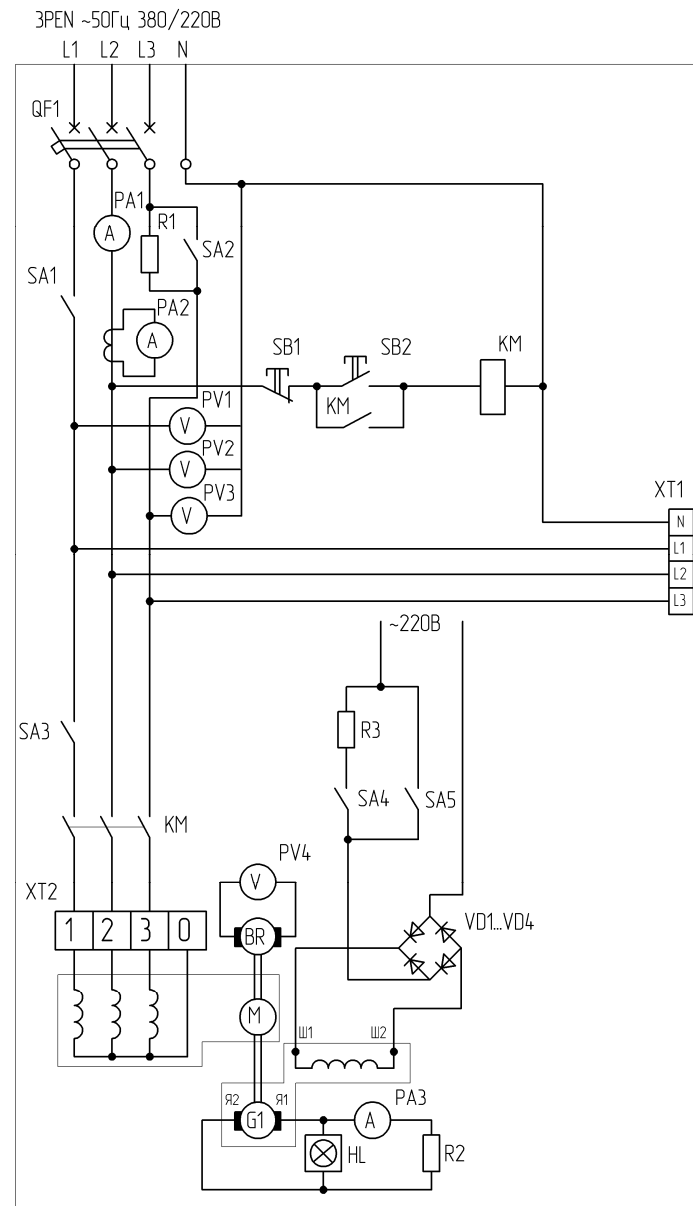 3PEN ~50Гц 380/220В
L1 L2 L3 N
QF1
PA1
A
R1
SA2
SA1
PA2
A
SB1
SB2
KM
KM
PV1
V
PV2
V
PV3
V
XT1
N
L1
L2
L3
~220В
R3
SA3
SA4
SA5
KM
PV4
V
XT2
1 2 3 0
BR
VD1...VD4
M
Ш1
Ш2
Я2
Я1
G1
PA3
A
HL
R2